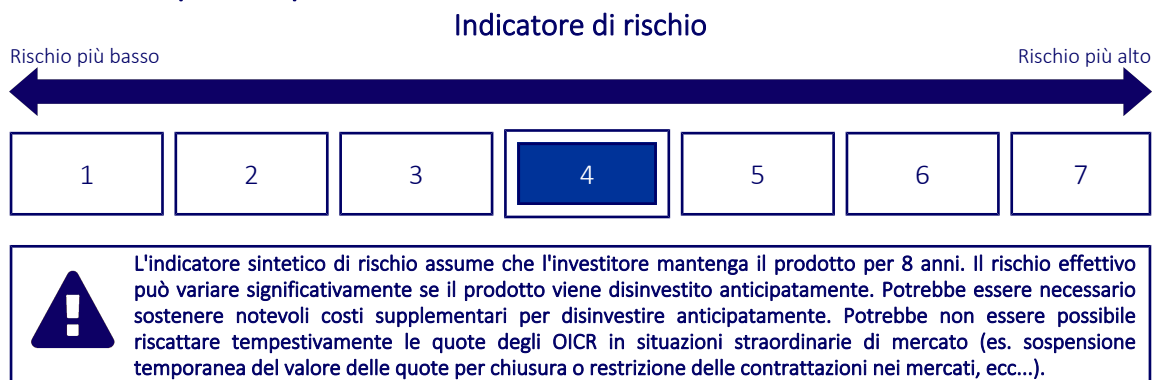 Indicatore di rischio
Rischio più basso
Rischio più alto
1 2 3 4 5 6 7
L'indicatore sintetico di rischio assume che l'investitore mantenga il prodotto per 8 anni. Il rischio effettivo
può variare significativamente se il prodotto viene disinvestito anticipatamente. Potrebbe essere necessario
sostenere notevoli costi supplementari per disinvestire anticipatamente. Potrebbe non essere possibile
riscattare tempestivamente le quote degli OICR in situazioni straordinarie di mercato (es. sospensione
temporanea del valore delle quote per chiusura o restrizione delle contrattazioni nei mercati, ecc...).